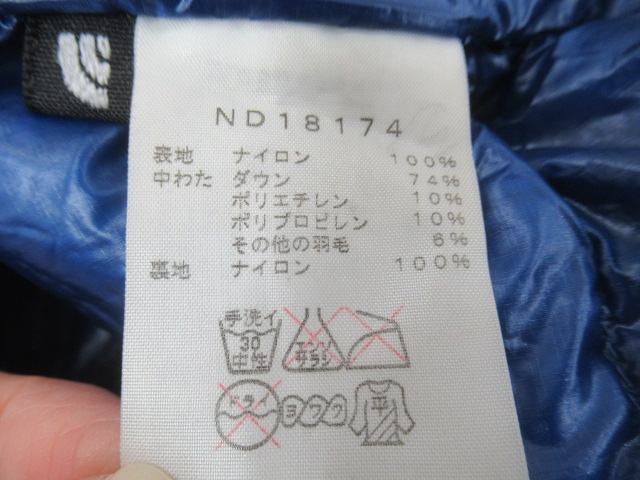 ND18174
表地 ナイロン 100%
中わた ダウン 74%
ポリエチレン 10%
ポリプロピレン 10%
その他の羽毛 6%
裏地 ナイロン 100%
手洗イ
30
中性
エンソ
サラシ
ドライ
ヨワク
平